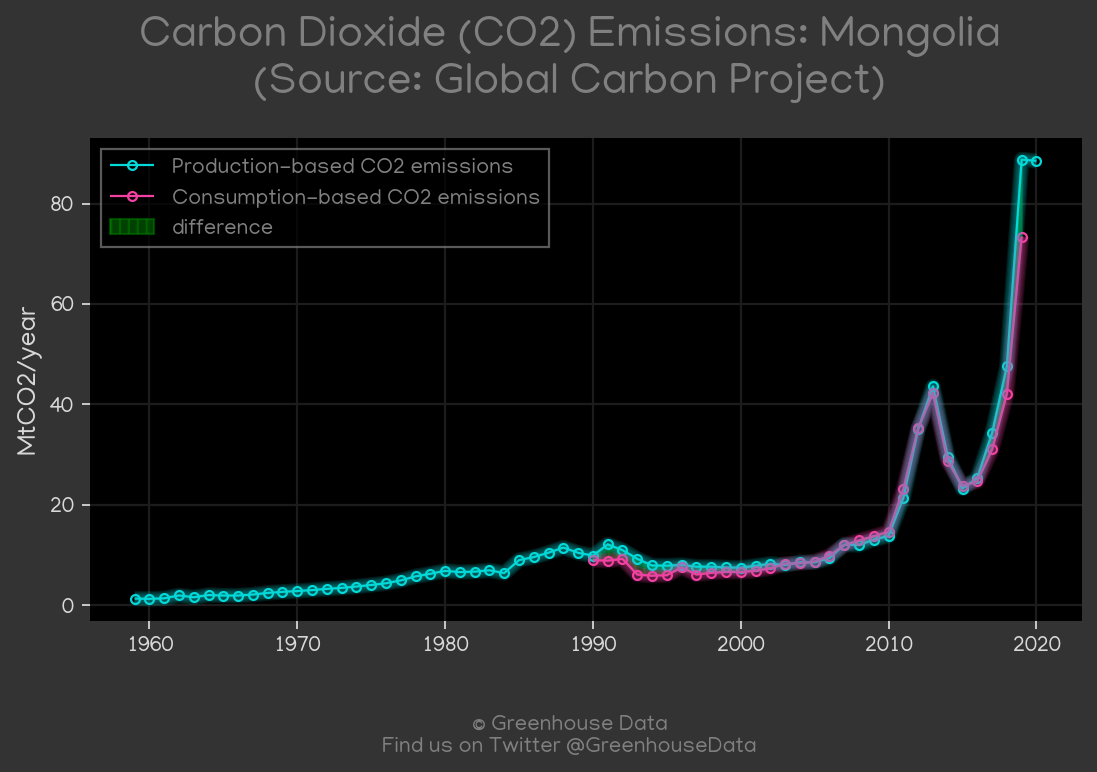 Carbon Dioxide (CO2) Emissions: Mongolia
(Source: Global Carbon Project)
Production-based CO2 emissions
Consumption-based CO2 emissions
difference
MtCO2/year
80
60
40
20
0
1960 1970 1980 1990 2000 2010 2020
© Greenhouse Data
Find us on Twitter @GreenhouseData